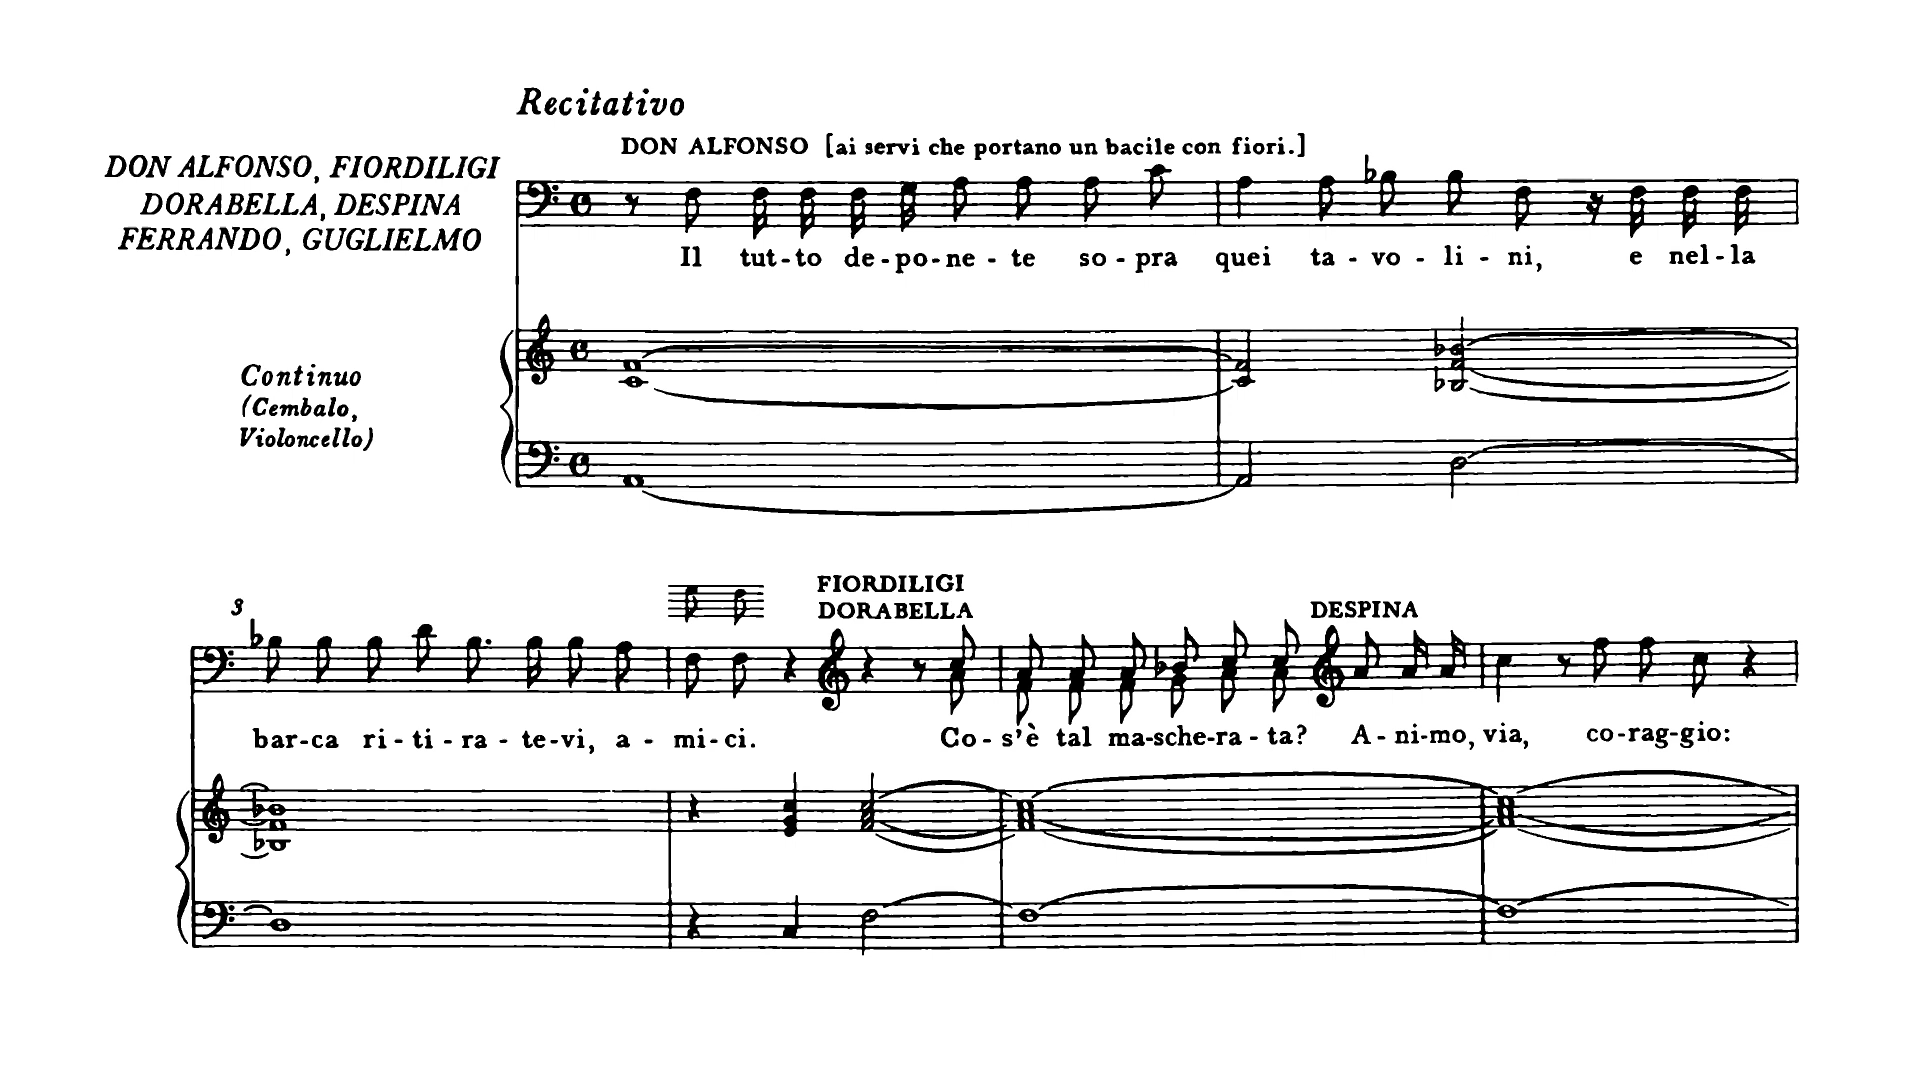 Recitativo
DON ALFONSO [ai servi che portano un bacile con fiori.]
DON ALFONSO, FIORDILIGI
DORABELLA, DESPINA
FERRANDO, GUGLIELMO
Il tut-to de-po-ne-te so-pra quei ta-vo-li-ni, e nel-la
Continuo
(Cembalo,
Violoncello)
3
FIORDILIGI
DORABELLA
DESPINA
bar-ca ri-ti-ra-te-vi, a-mi-ci. Co-s'è tal ma-sche-ra-ta? A-ni-mo, via, co-rag-gio: